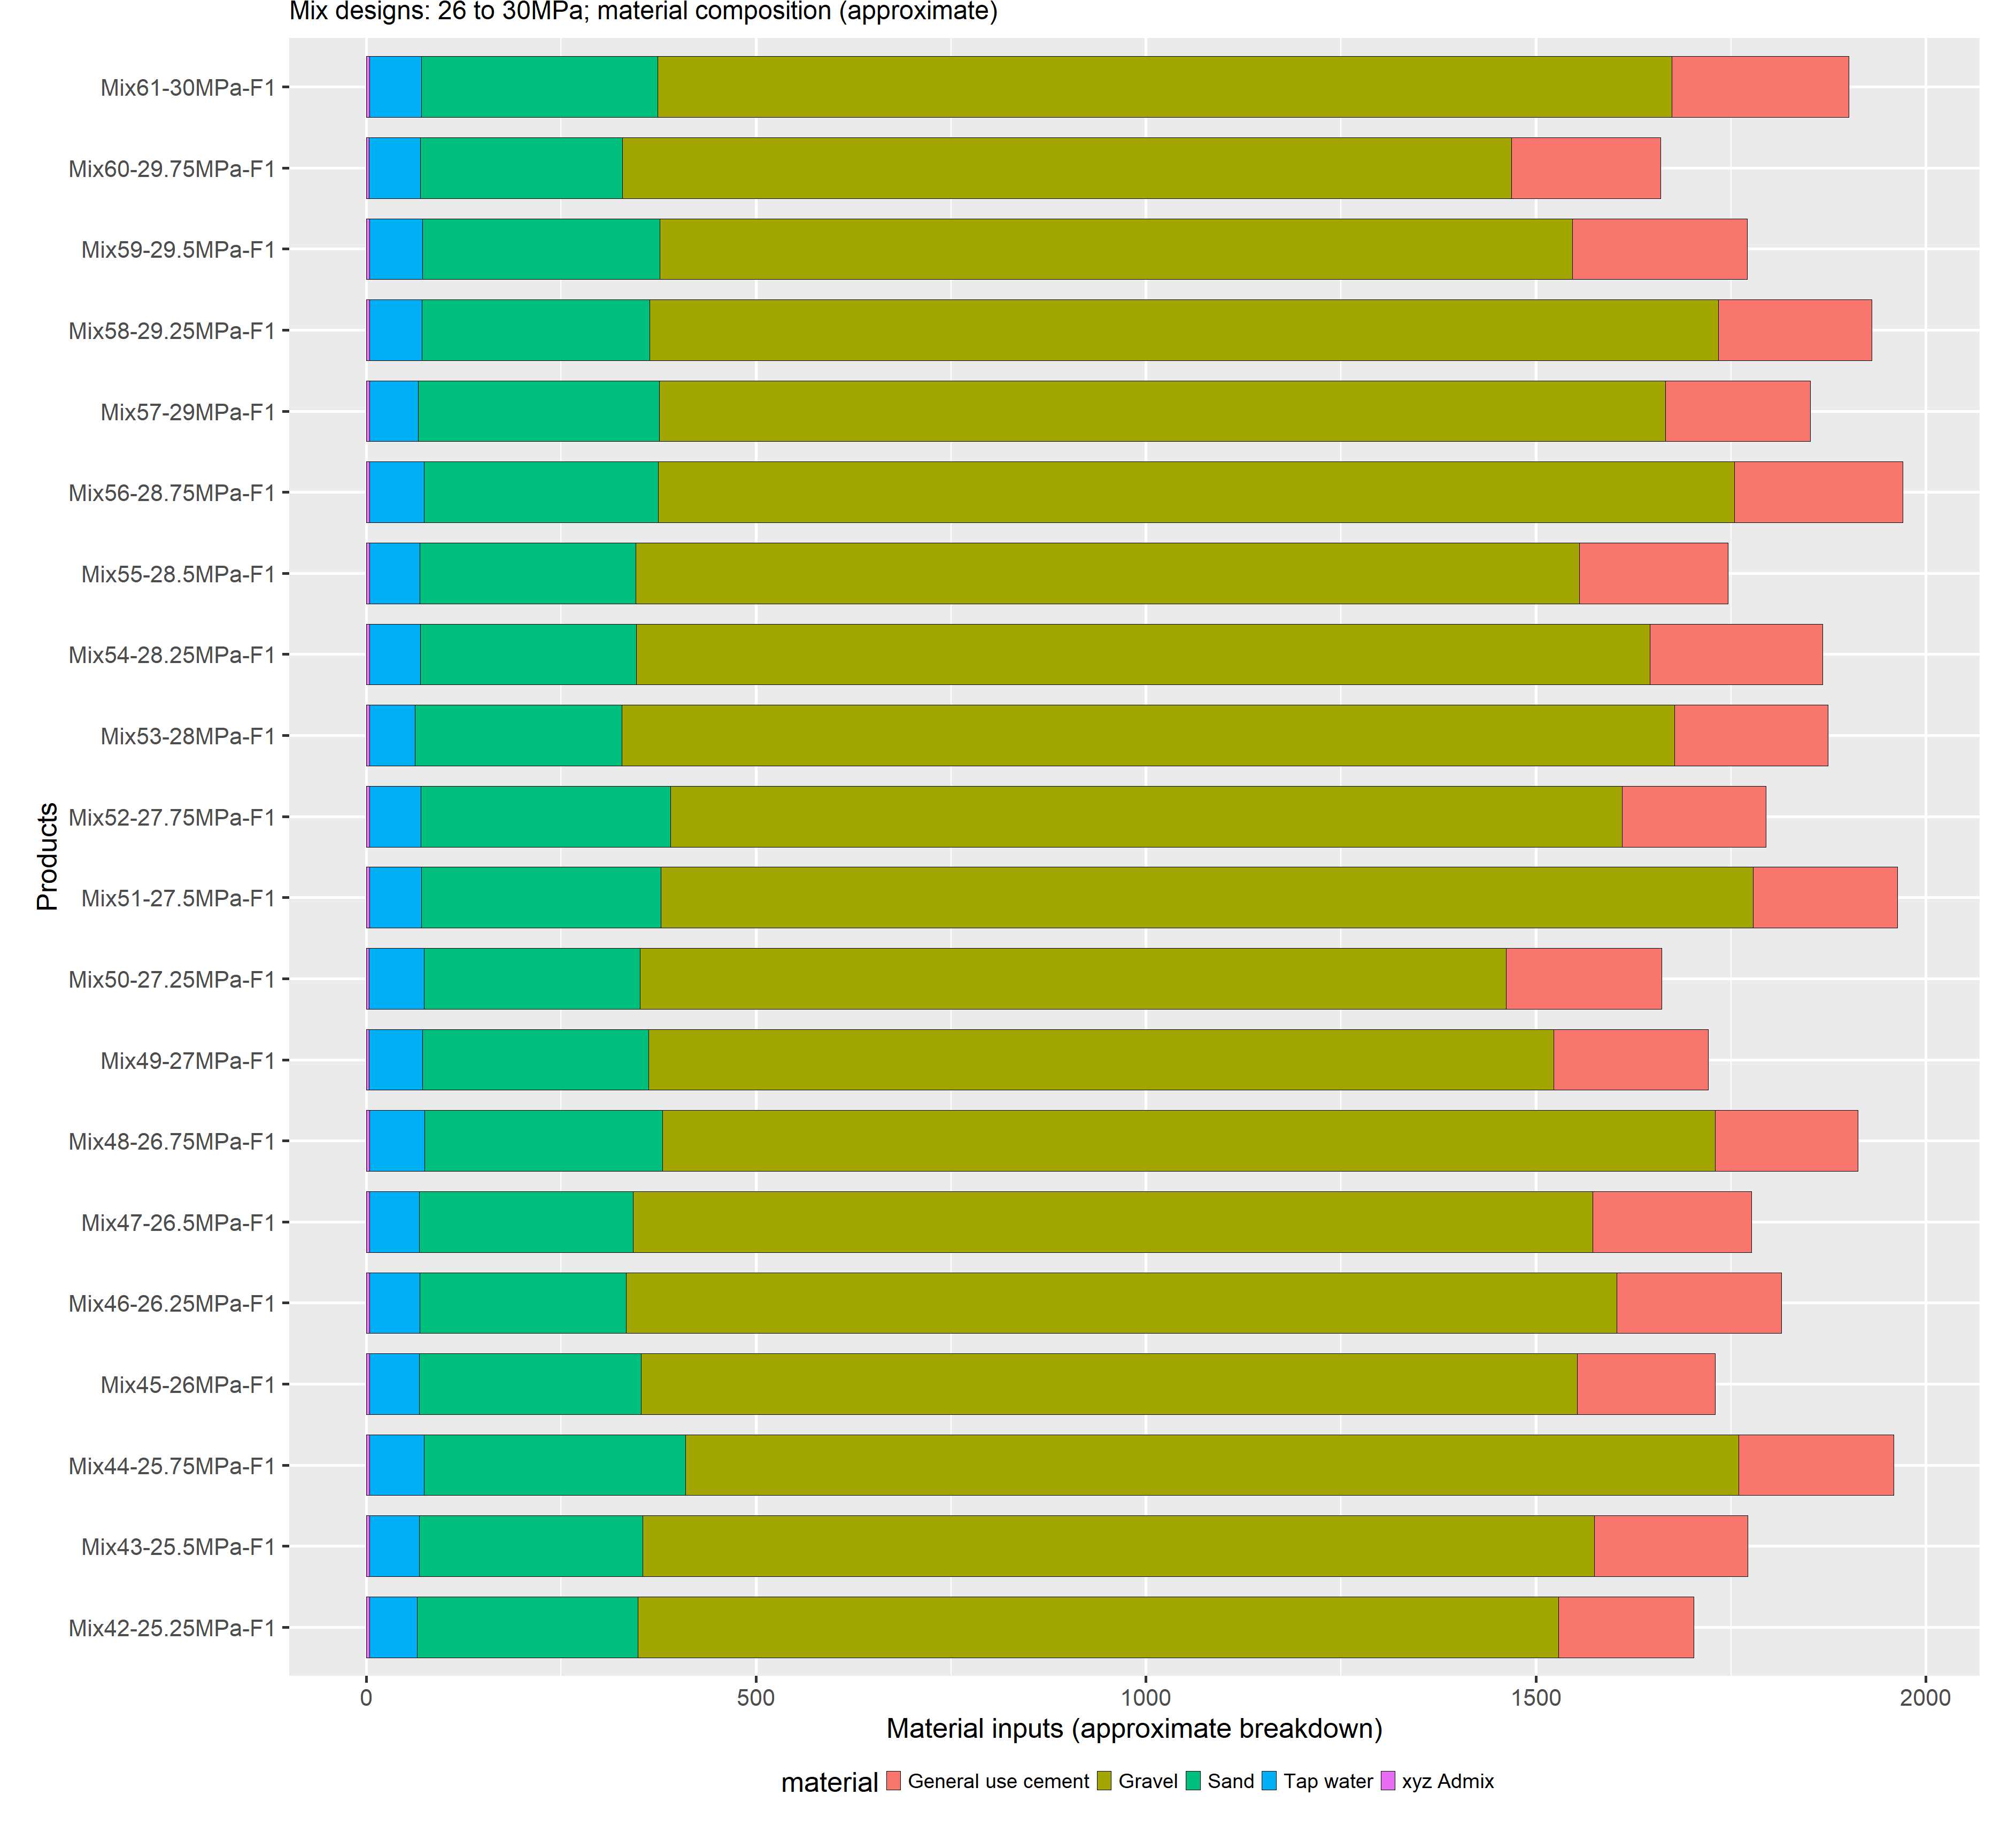 Mix designs: 26 to 30MPa; material composition (approximate)
Mix61-30MPa-F1
Mix60-29.75MPa-F1
Mix59-29.5MPa-F1
Mix58-29.25MPa-F1
Mix57-29MPa-F1
Mix56-28.75MPa-F1
Mix55-28.5MPa-F1
Mix54-28.25MPa-F1
Mix53-28MPa-F1
Mix52-27.75MPa-F1
Mix51-27.5MPa-F1
Mix50-27.25MPa-F1
Mix49-27MPa-F1
Mix48-26.75MPa-F1
Mix47-26.5MPa-F1
Mix46-26.25MPa-F1
Mix45-26MPa-F1
Mix44-25.75MPa-F1
Mix43-25.5MPa-F1
Mix42-25.25MPa-F1
Products
0 500 1000 1500 2000
Material inputs (approximate breakdown)
material General use cement Gravel Sand Tap water xyz Admix